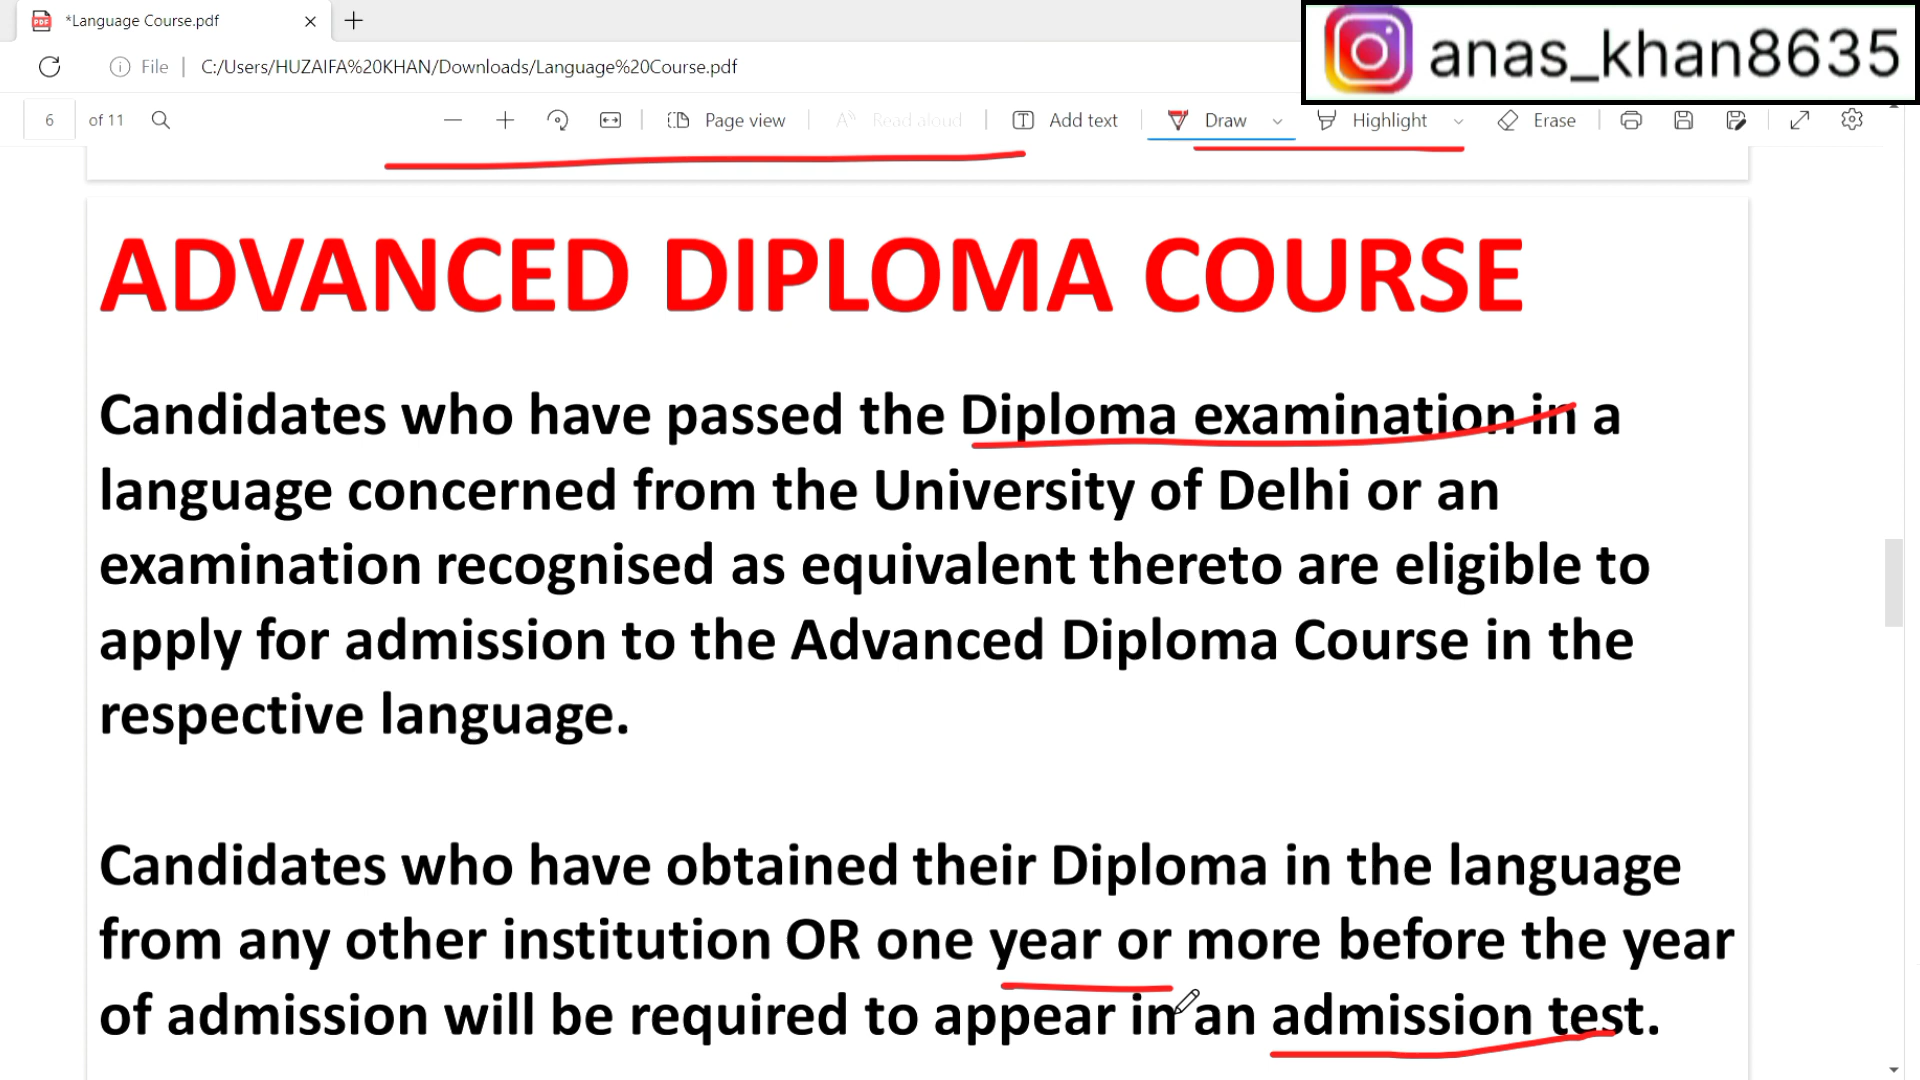 *Language Course.pdf
File
C:/Users/HUZAIFA%20KHAN/Downloads/Language%20Course.pdf
anas_khan8635
6 of 11
Page view
Read aloud
Add text
Draw
Highlight
Erase
ADVANCED DIPLOMA COURSE
Candidates who have passed the Diploma examination in a
language concerned from the University of Delhi or an
examination recognised as equivalent thereto are eligible to
apply for admission to the Advanced Diploma Course in the
respective language.
Candidates who have obtained their Diploma in the language
from any other institution OR one year or more before the year
of admission will be required to appear in an admission test.